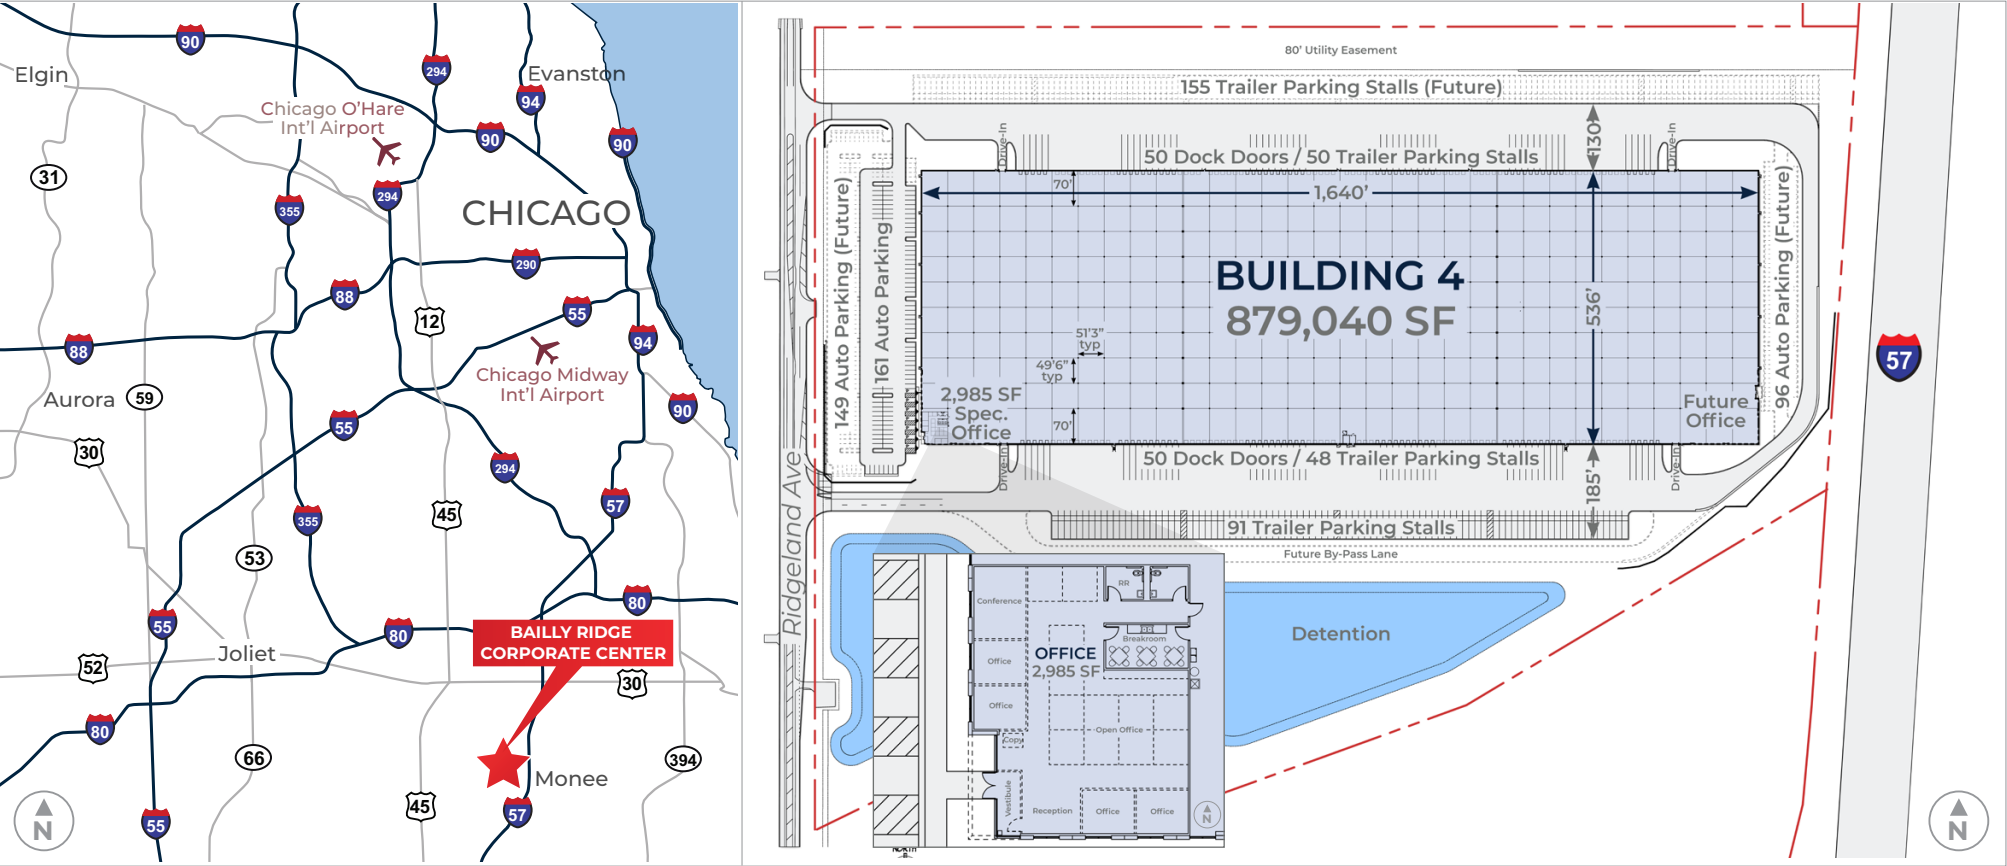 90
294
Elgin
Evanston
94
Chicago O'Hare
Int'l Airport
90
90
31
294
355
CHICAGO
290
88
55
12
94
88
Chicago Midway
Int'l Airport
59
Aurora
90
55
30
294
57
45
355
53
80
55
80
BAILLY RIDGE
CORPORATE CENTER
Joliet
52
30
80
66
394
Monee
45
57
55
N
80' Utility Easement
155 Trailer Parking Stalls (Future)
130'
Drive-In
Drive-In
50 Dock Doors / 50 Trailer Parking Stalls
70'
1,640'
149 Auto Parking (Future)
161 Auto Parking
96 Auto Parking (Future)
BUILDING 4
879,040 SF
536'
51'3"
typ
49'6"
typ
57
2,985 SF
Spec.
Office
70'
Future
Office
50 Dock Doors / 48 Trailer Parking Stalls
Drive-In
Drive-In
185'
91 Trailer Parking Stalls
Future By-Pass Lane
Ridgeland Ave
RR
Conference
Breakroom
Office
OFFICE
2,985 SF
Detention
Office
Open Office
Copy
Vestibule
Reception
Office
Office
N
NORTH
N